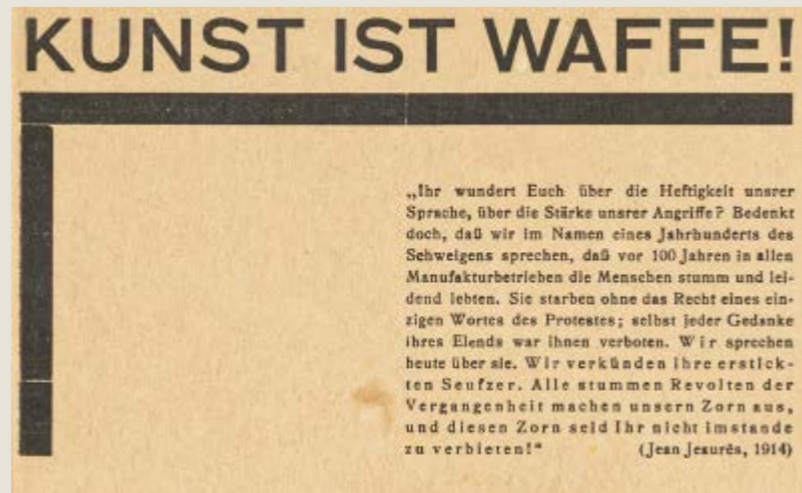 KUNST IST WAFFE!
„Ihr wundert Euch über die Heftigkeit unsrer
Sprache, über die Stärke unsrer Angriffe? Bedenkt
doch, daß wir im Namen eines Jahrhunderts des
Schweigens sprechen, daß vor 100 Jahren in allen
Manufakturbetrieben die Menschen stumm und lei-
dend lebten. Sie starben ohne das Recht eines ein-
zigen Wortes des Protestes; selbst jeder Gedanke
ihres Elends war ihnen verboten. Wir sprechen
heute über sie. Wir verkünden ihre erstick-
ten Seufzer. Alle stummen Revolten der
Vergangenheit machen unsern Zorn aus,
und diesen Zorn seid Ihr nicht imstande
zu verbieten!“ (Jean Jeaurès, 1914)